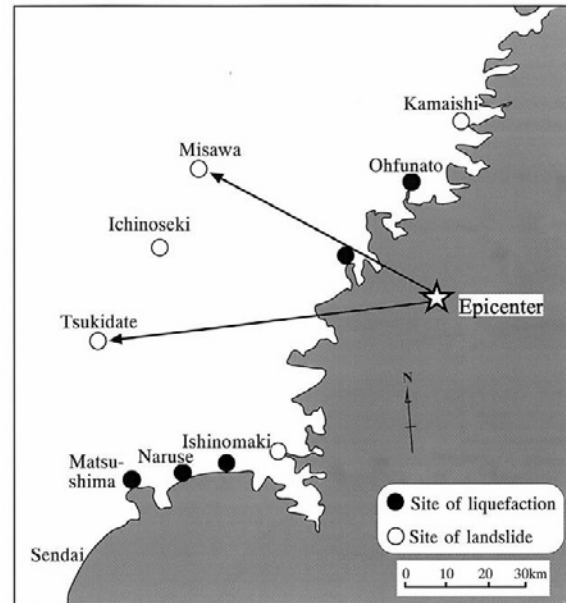 Kamaishi
Misawa
Ohfunato
Ichinoseki
Epicenter
Tsukidate
N
Ishinomaki
Naruse
Matsu-
shima
Site of liquefaction
Site of landslide
Sendai
0 10 20 30km